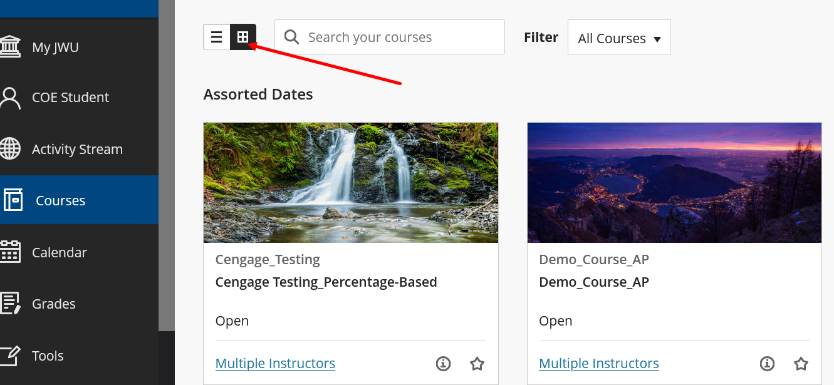 My JWU
COE Student
Activity Stream
Courses
Calendar
Grades
Tools
Search your courses
Filter
All Courses
Assorted Dates
Cengage_Testing
Cengage Testing_Percentage-Based
Open
Multiple Instructors
Demo_Course_AP
Demo_Course_AP
Open
Multiple Instructors